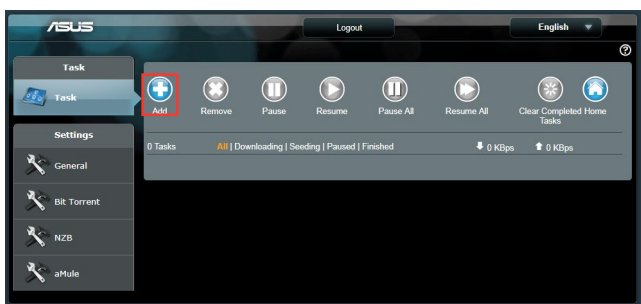 ASUS
Logout
English
Task
Task
Settings
General
Bit Torrent
NZB
aMule
Add
Remove
Pause
Resume
Pause All
Resume All
Clear Completed Tasks
Home
0 Tasks
All | Downloading | Seeding | Paused | Finished
0 KBps
0 KBps